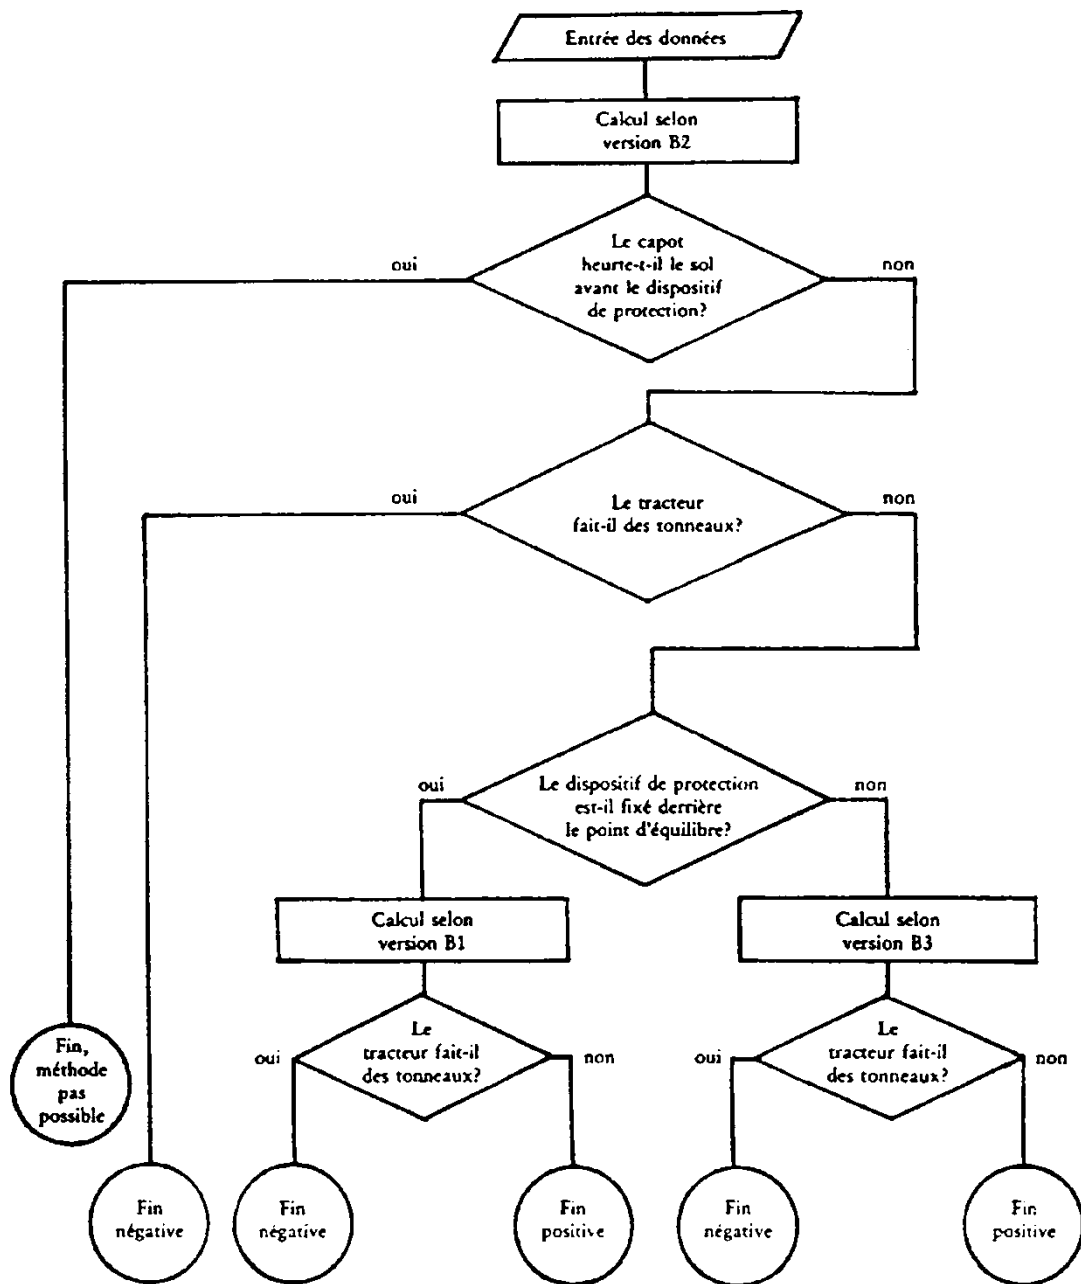 Entrée des données
Calcul selon
version B2
Le capot
heurte-t-il le sol
avant le dispositif
de protection?
oui
non
Le tracteur
fait-il des tonneaux?
oui
non
Le dispositif de protection
est-il fixé derrière
le point d'équilibre?
oui
non
Calcul selon
version B1
Calcul selon
version B3
Le
tracteur fait-il
des tonneaux?
oui
non
Le
tracteur fait-il
des tonneaux?
oui
non
Fin,
méthode
pas
possible
Fin
négative
Fin
négative
Fin
positive
Fin
négative
Fin
positive